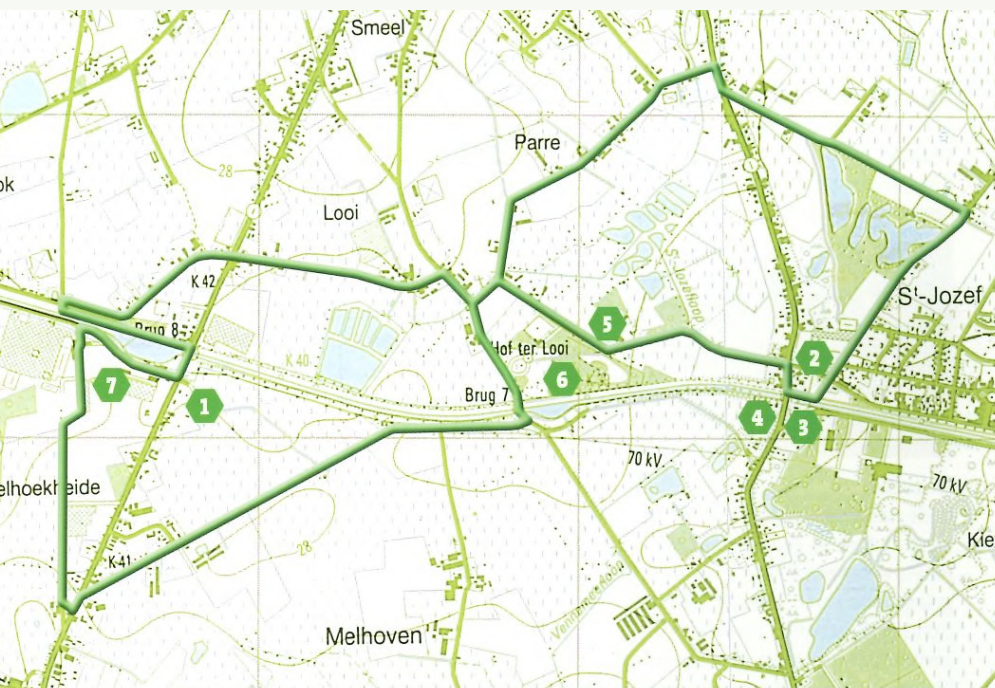 Smeel
Parre
28
ok
Looi
K 42
S^t-Jozef
Brug 8
5
Hof ter Looi
K 40
2
6
7
Brug 7
1
4
3
70 kV
70 kV
elhoekheide
Kie
28
K 41
Melhoven